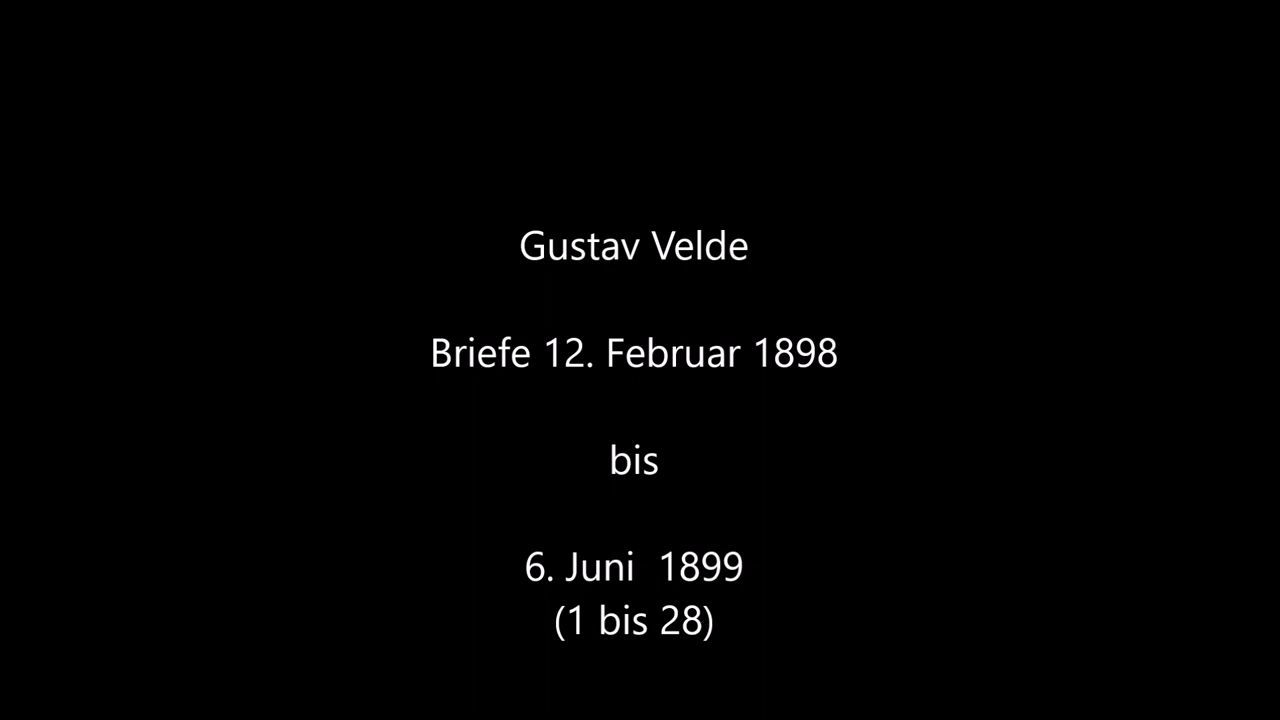 Gustav Velde
Briefe 12. Februar 1898
bis
6. Juni  1899
(1 bis 28)